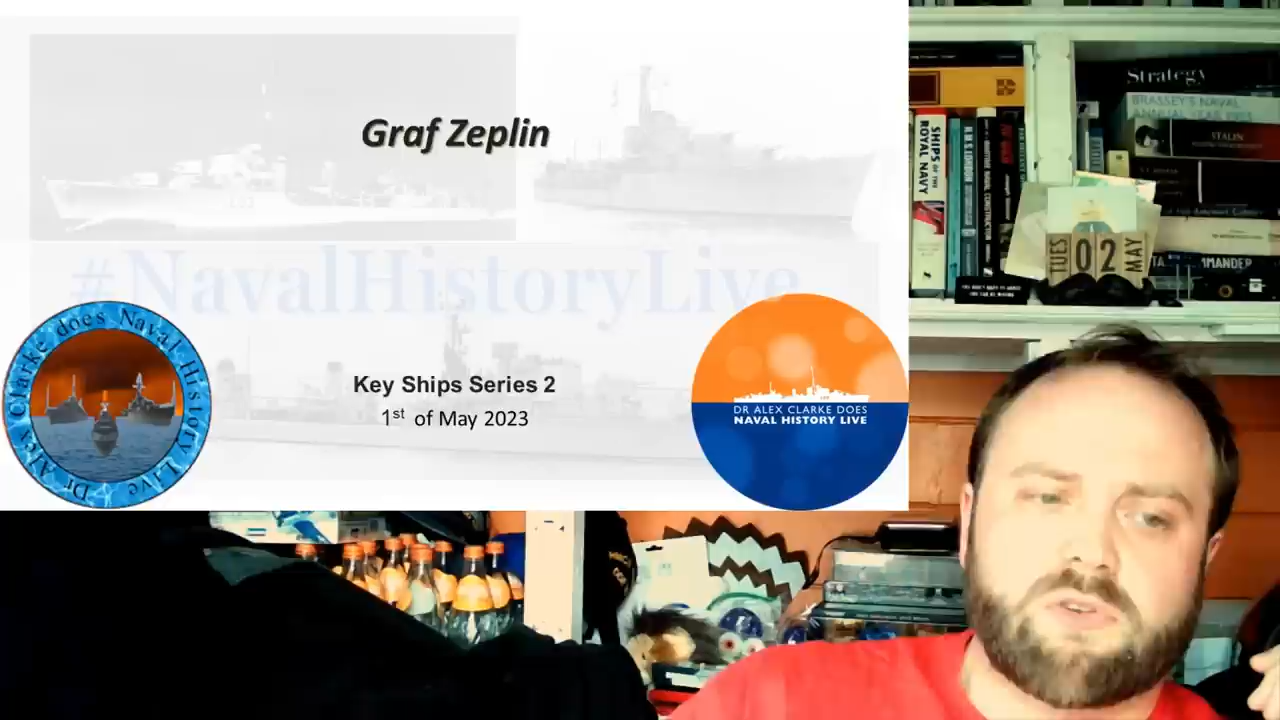 Graf Zeplin
#NavalHistoryLive
Key Ships Series 2
1st of May 2023
Dr Alex Clarke does Naval History Live
DR ALEX CLARKE DOES
NAVAL HISTORY LIVE
Strategy
BRASSEY'S NAVAL
STALIN
SHIPS OF THE
ROYAL NAVY
H.M.S LONDON
TUES 02 MAY